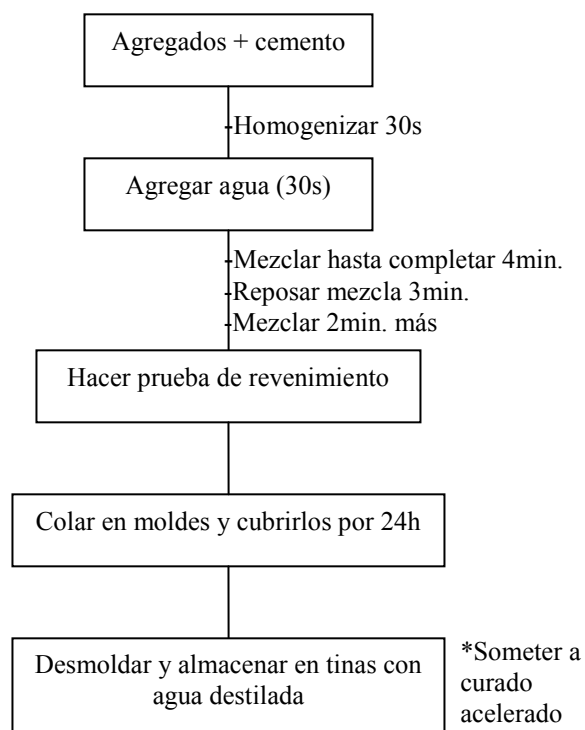 Agregados + cemento
-Homogenizar 30s
Agregar agua (30s)
-Mezclar hasta completar 4min.
-Reposar mezcla 3min.
-Mezclar 2min. más
Hacer prueba de revenimiento
Colar en moldes y cubrirlos por 24h
Desmoldar y almacenar en tinas con
agua destilada
*Someter a
curado
acelerado